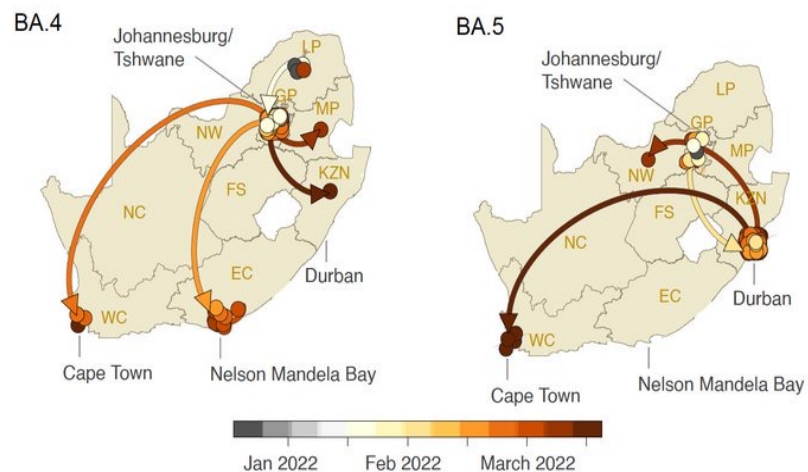 BA.4
Johannesburg/
Tshwane
LP
GP
MP
NW
KZN
FS
NC
EC
Durban
WC
Cape Town
Nelson Mandela Bay
BA.5
Johannesburg/
Tshwane
LP
GP
MP
NW
KZN
FS
NC
EC
Durban
WC
Nelson Mandela Bay
Cape Town
Jan 2022
Feb 2022
March 2022